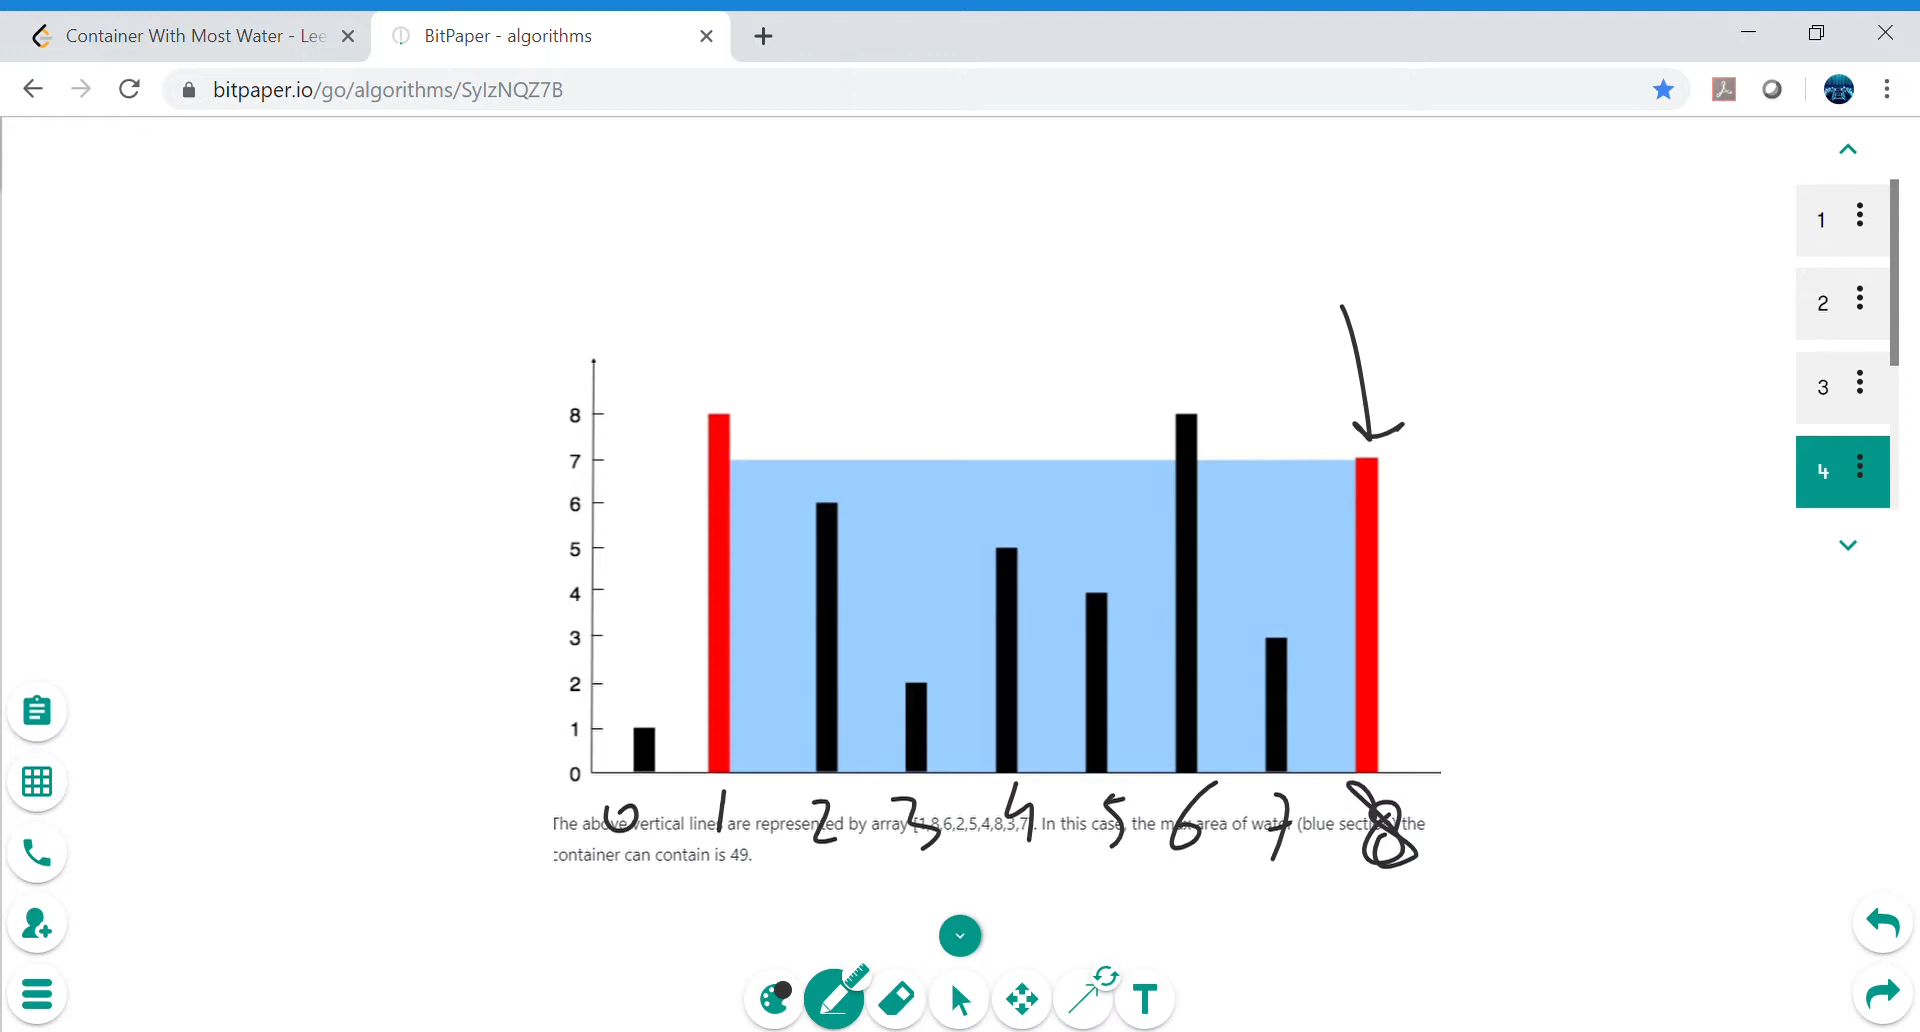 Container With Most Water - Lee
BitPaper - algorithms
bitpaper.io/go/algorithms/SyIzNQZ7B
1
2
3
4
8
7
6
5
4
3
2
1
0
0 1 2 3 4 5 6 7 8
The above vertical lines are represented by array [1,8,6,2,5,4,8,3,7]. In this case, the max area of water (blue section) the
container can contain is 49.
T